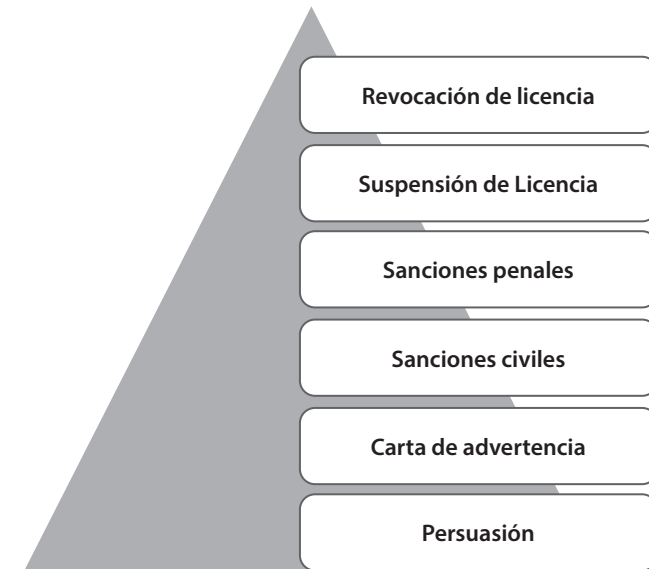 Revocación de licencia
Suspensión de Licencia
Sanciones penales
Sanciones civiles
Carta de advertencia
Persuasión